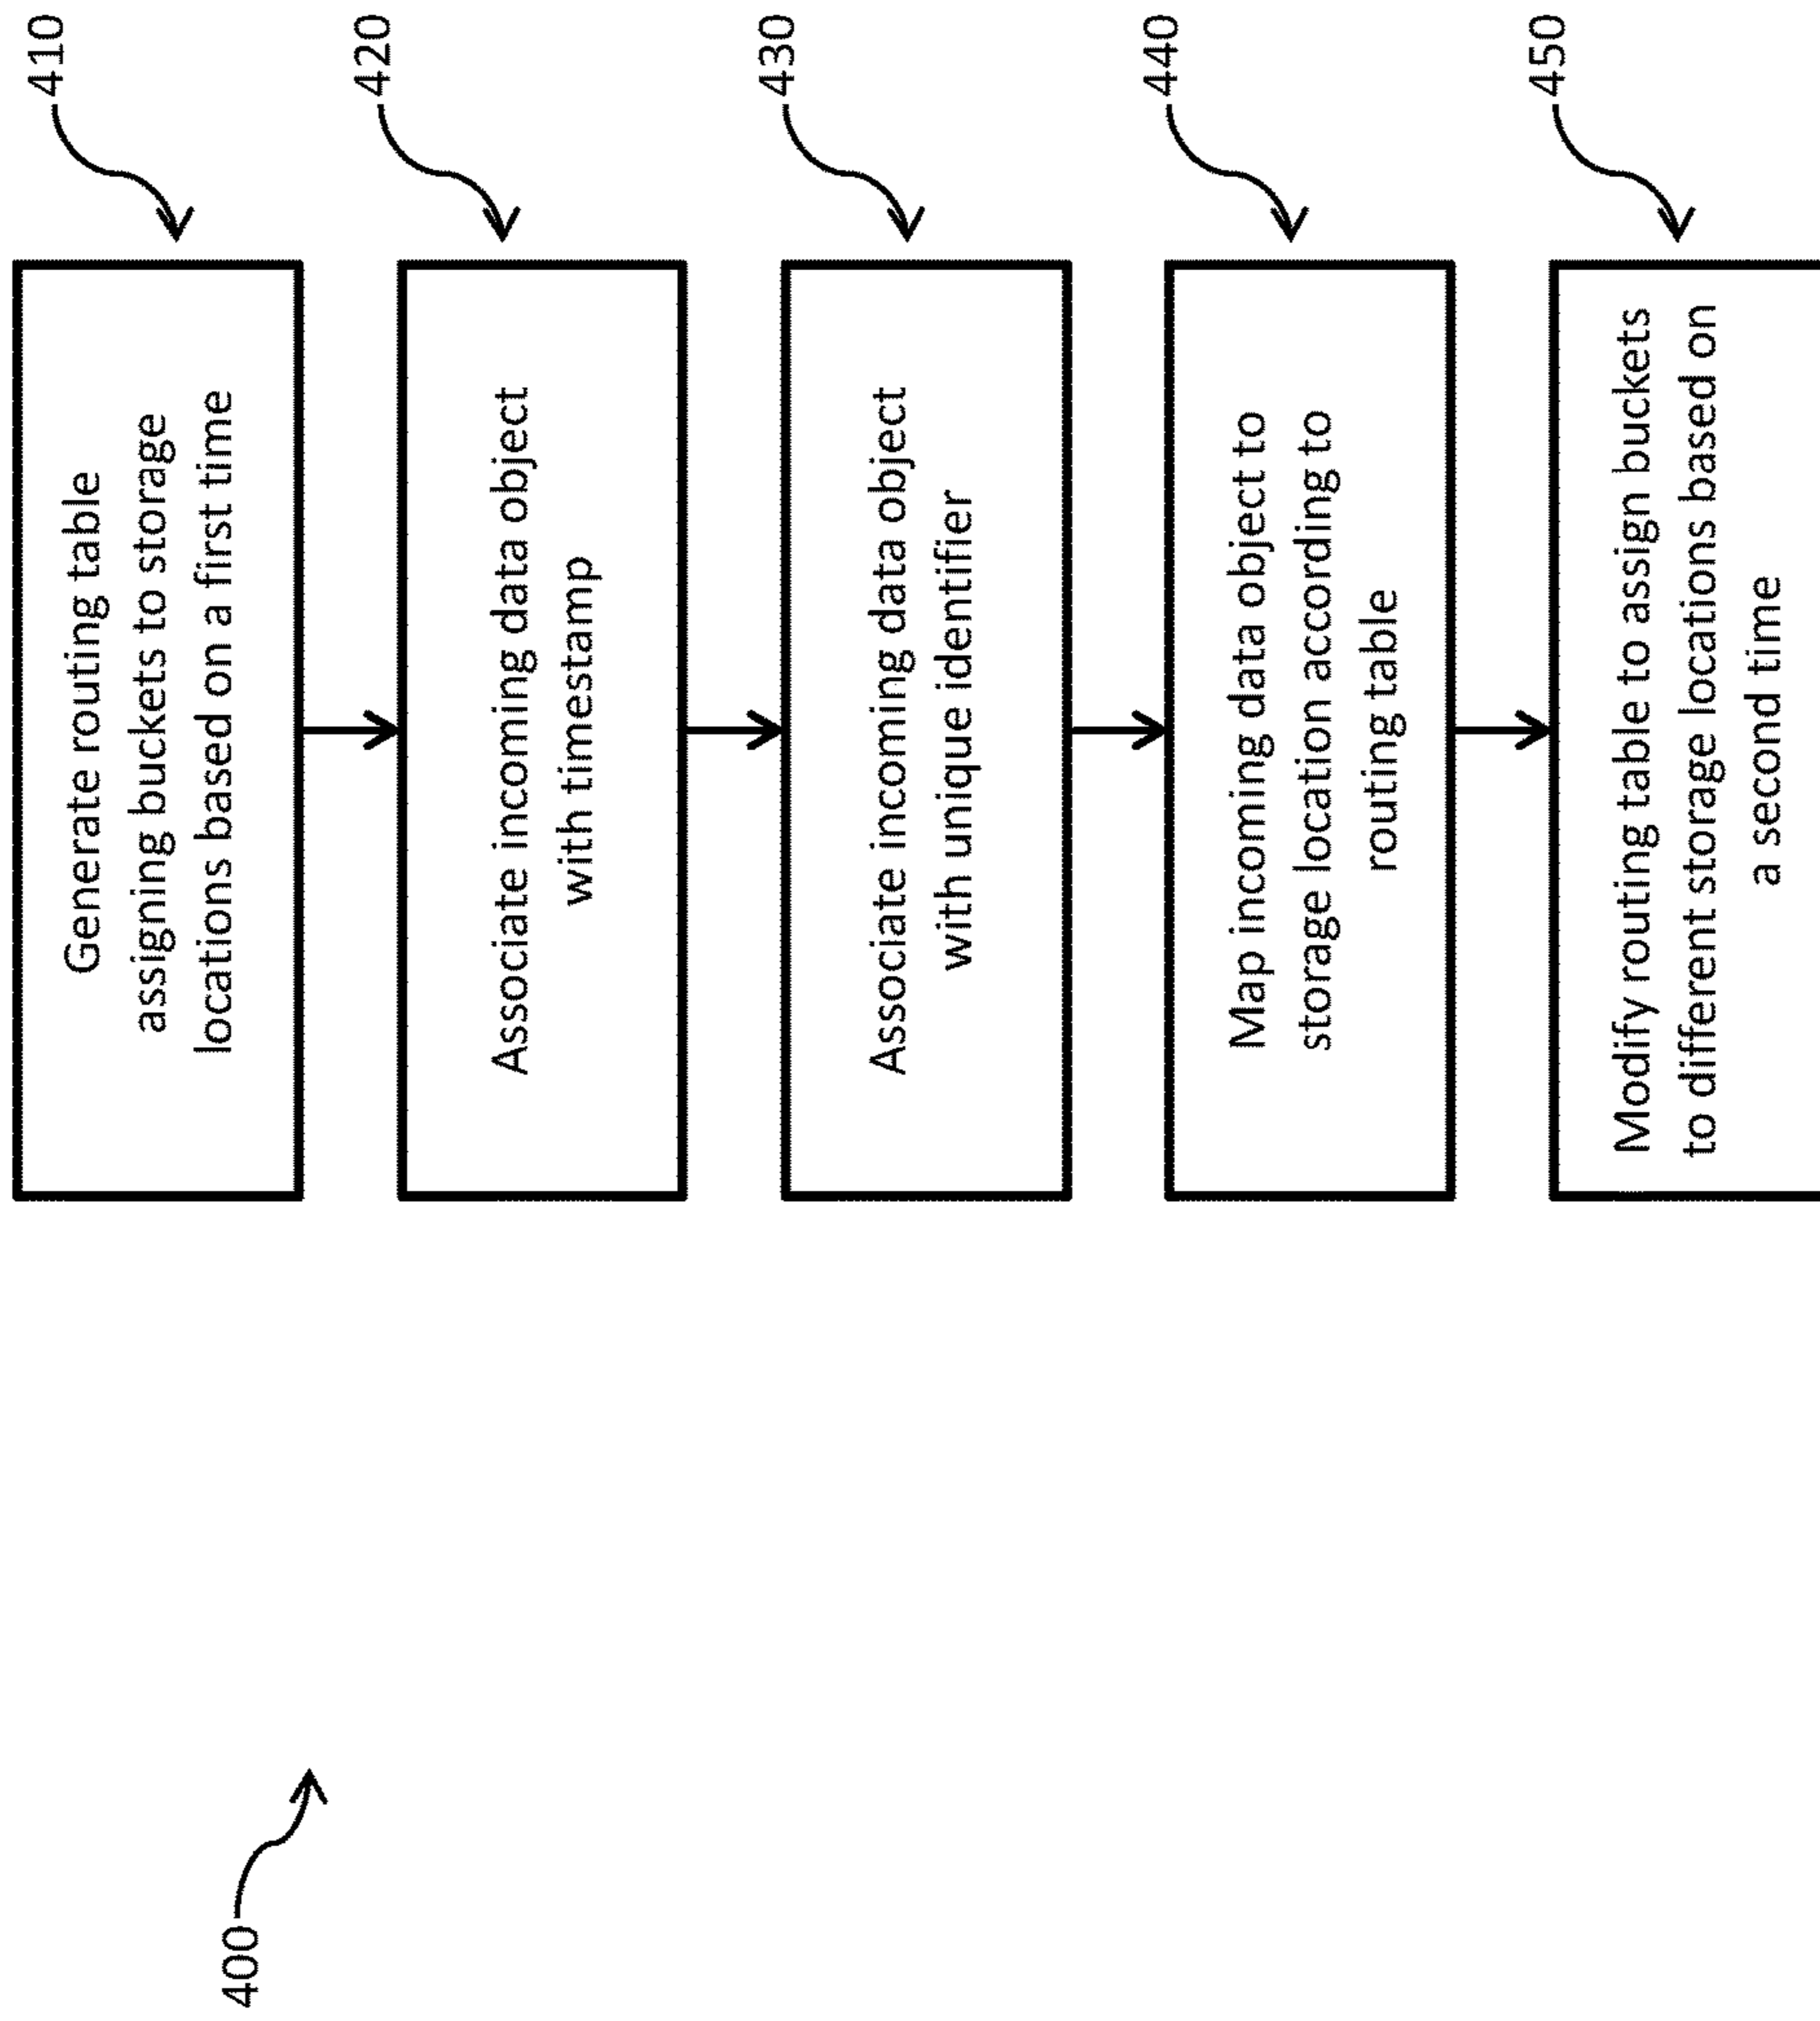 400
410
Generate routing table
assigning buckets to storage
locations based on a first time
420
Associate incoming data object
with timestamp
430
Associate incoming data object
with unique identifier
440
Map incoming data object to
storage location according to
routing table
450
Modify routing table to assign buckets
to different storage locations based on
a second time